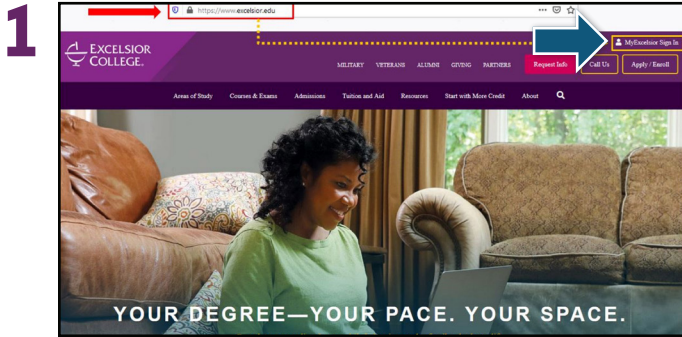 1
https://www.excelsior.edu
MyExcelsior Sign In
EXCELSIOR
COLLEGE®
MILITARY VETERANS ALUMNI GIVING PARTNERS Request Info Call Us Apply / Enroll
Areas of Study Courses & Exams Admissions Tuition and Aid Resources Start with More Credit About
YOUR DEGREE—YOUR PACE. YOUR SPACE.